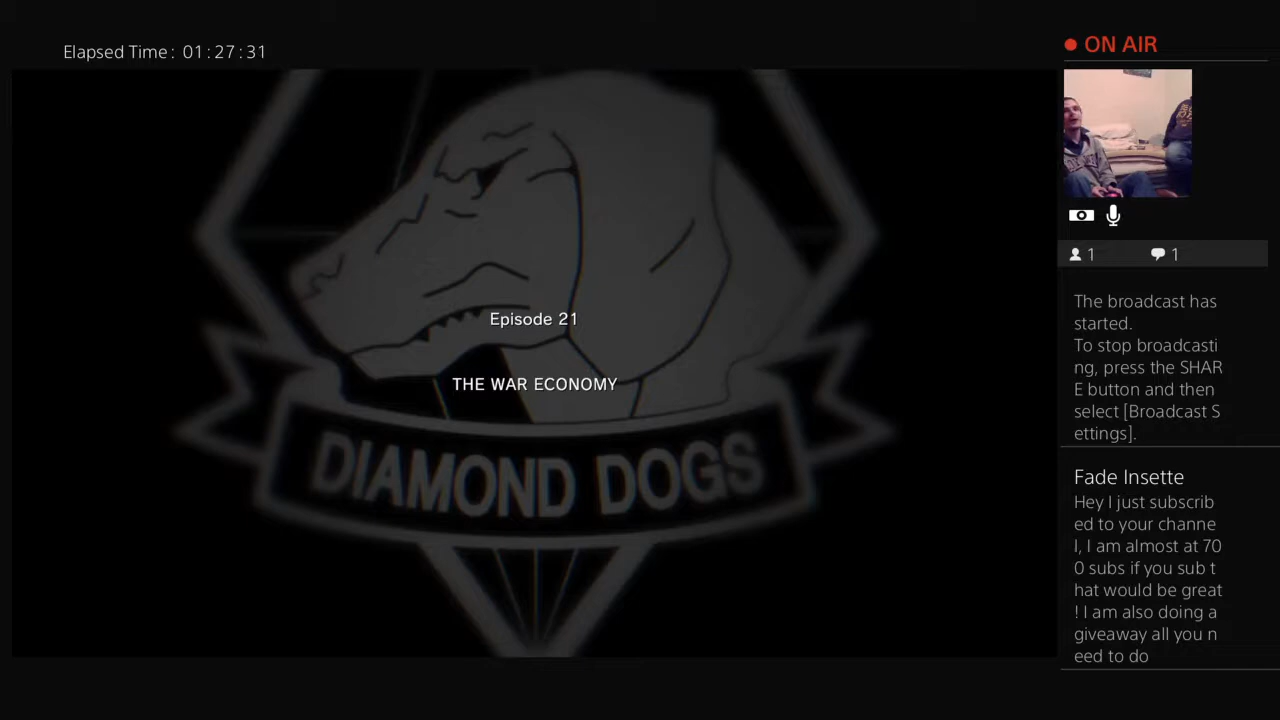 Elapsed Time: 01:27:31
ON AIR
1
1
The broadcast has
started.
To stop broadcasti
ng, press the SHAR
E button and then
select [Broadcast S
ettings].
Episode 21
THE WAR ECONOMY
DIAMOND DOGS
Fade Insette
Hey I just subscrib
ed to your channe
l, I am almost at 70
0 subs if you sub t
hat would be great
! I am also doing a
giveaway all you n
eed to do